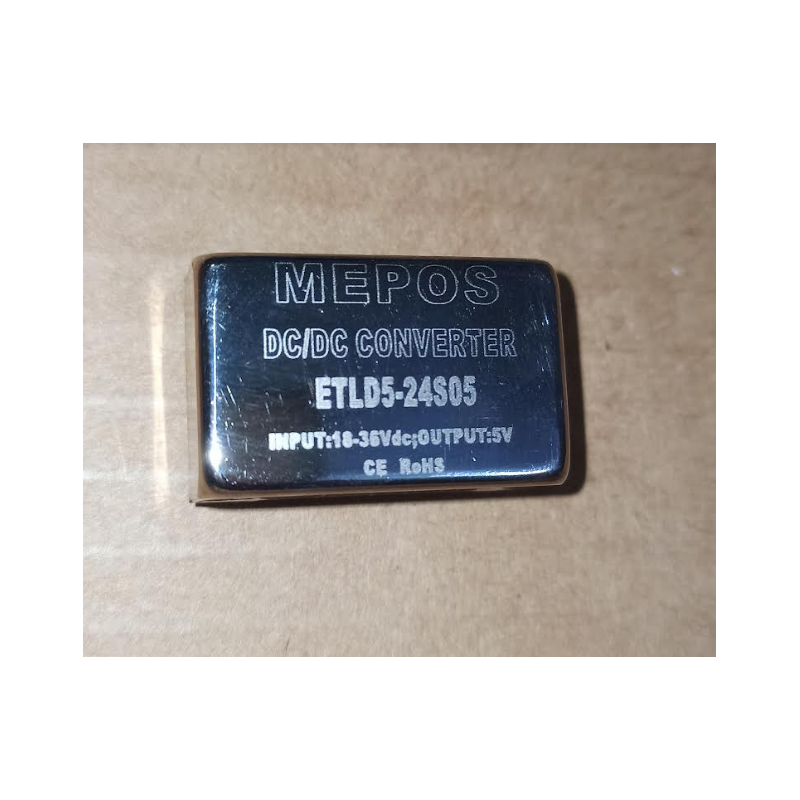 MEPOS
DC/DC CONVERTER
ETLD5-24S05
INPUT:18-36Vdc;OUTPUT:5V
CE RoHS